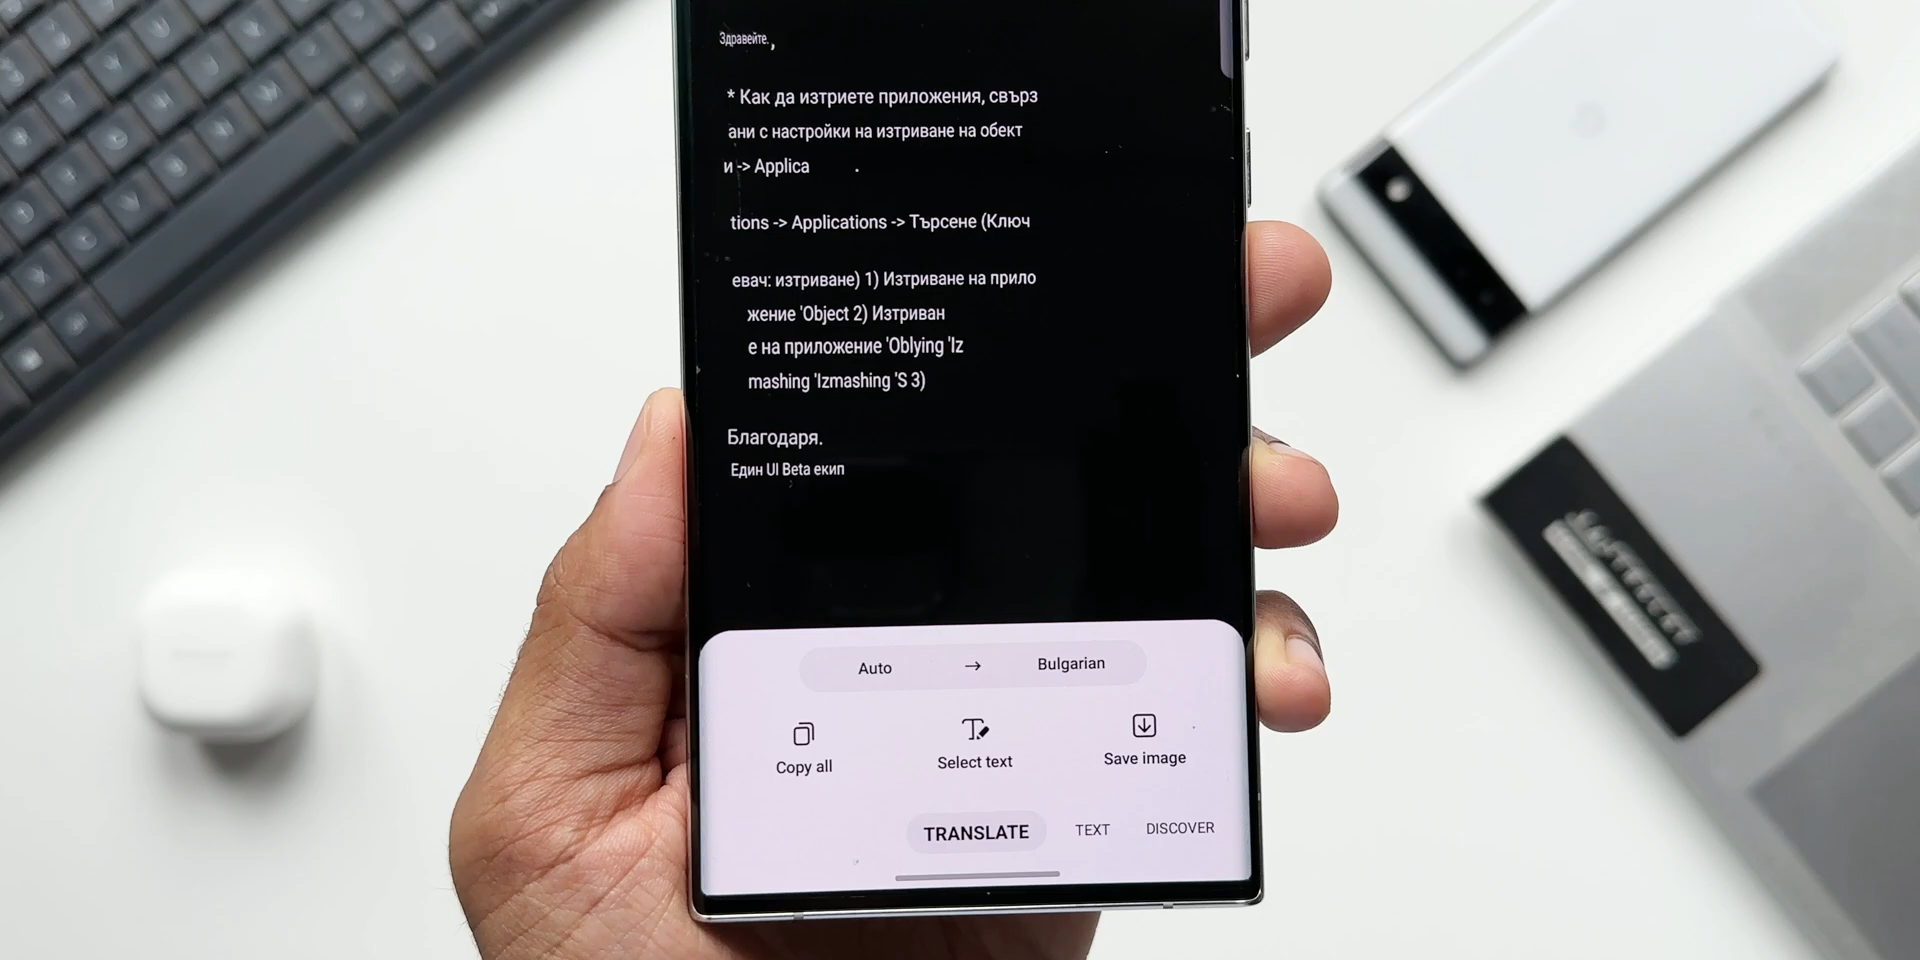 Здравейте. ,
* Как да изтриете приложения, свърз
ани с настройки на изтриване на обект
и -> Applica .
tions -> Applications -> Търсене (Ключ
евач: изтриване) 1) Изтриване на прило
жение 'Object 2) Изтриван
е на приложение 'Oblying 'Iz
mashing 'Izmashing 'S 3)
Благодаря.
Един UI Beta екип
Auto → Bulgarian
Copy all
Select text
Save image
TRANSLATE TEXT DISCOVER